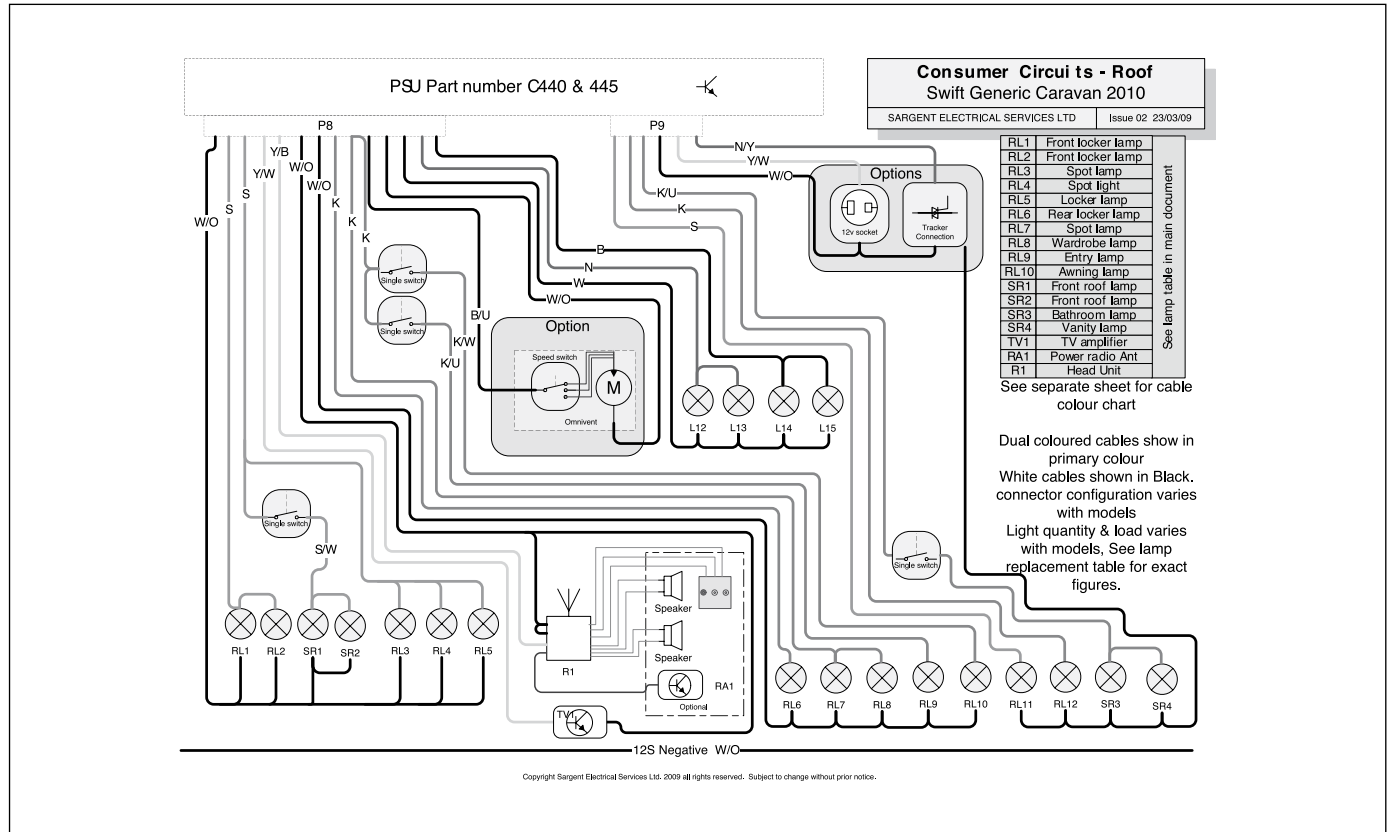 PSU Part number C440 & 445
Consumer Circui ts - Roof
Swift Generic Caravan 2010
SARGENT ELECTRICAL SERVICES LTD
Issue 02 23/03/09
P8
P9
RL1 Front locker lamp
RL2 Front locker lamp
RL3 Spot lamp
RL4 Spot light
RL5 Locker lamp
RL6 Rear locker lamp
RL7 Spot lamp
RL8 Wardrobe lamp
RL9 Entry lamp
RL10 Awning lamp
SR1 Front roof lamp
SR2 Front roof lamp
SR3 Bathroom lamp
SR4 Vanity lamp
TV1 TV amplifier
RA1 Power radio Ant
R1 Head Unit
See lamp table in main document
See separate sheet for cable
colour chart
Dual coloured cables show in
primary colour
White cables shown in Black.
connector configuration varies
with models
Light quantity & load varies
with models, See lamp
replacement table for exact
figures.
W/O
S
S
Y/W
Y/B
W/O
W/O
K
K
K
N/Y
Y/W
W/O
K/U
K
S
Options
12v socket
Tracker
Connection
B
N
W
W/O
Single switch
Single switch
B/U
K/W
K/U
Option
Speed switch
M
Omnivent
L12
L13
L14
L15
Single switch
S/W
Single switch
RL1
RL2
SR1
SR2
RL3
RL4
RL5
R1
Speaker
Speaker
RA1
Optional
TV1
RL6
RL7
RL8
RL9
RL10
RL11
RL12
SR3
SR4
12S Negative W/O
Copyright Sargent Electrical Services Ltd. 2009 all rights reserved. Subject to change without prior notice.